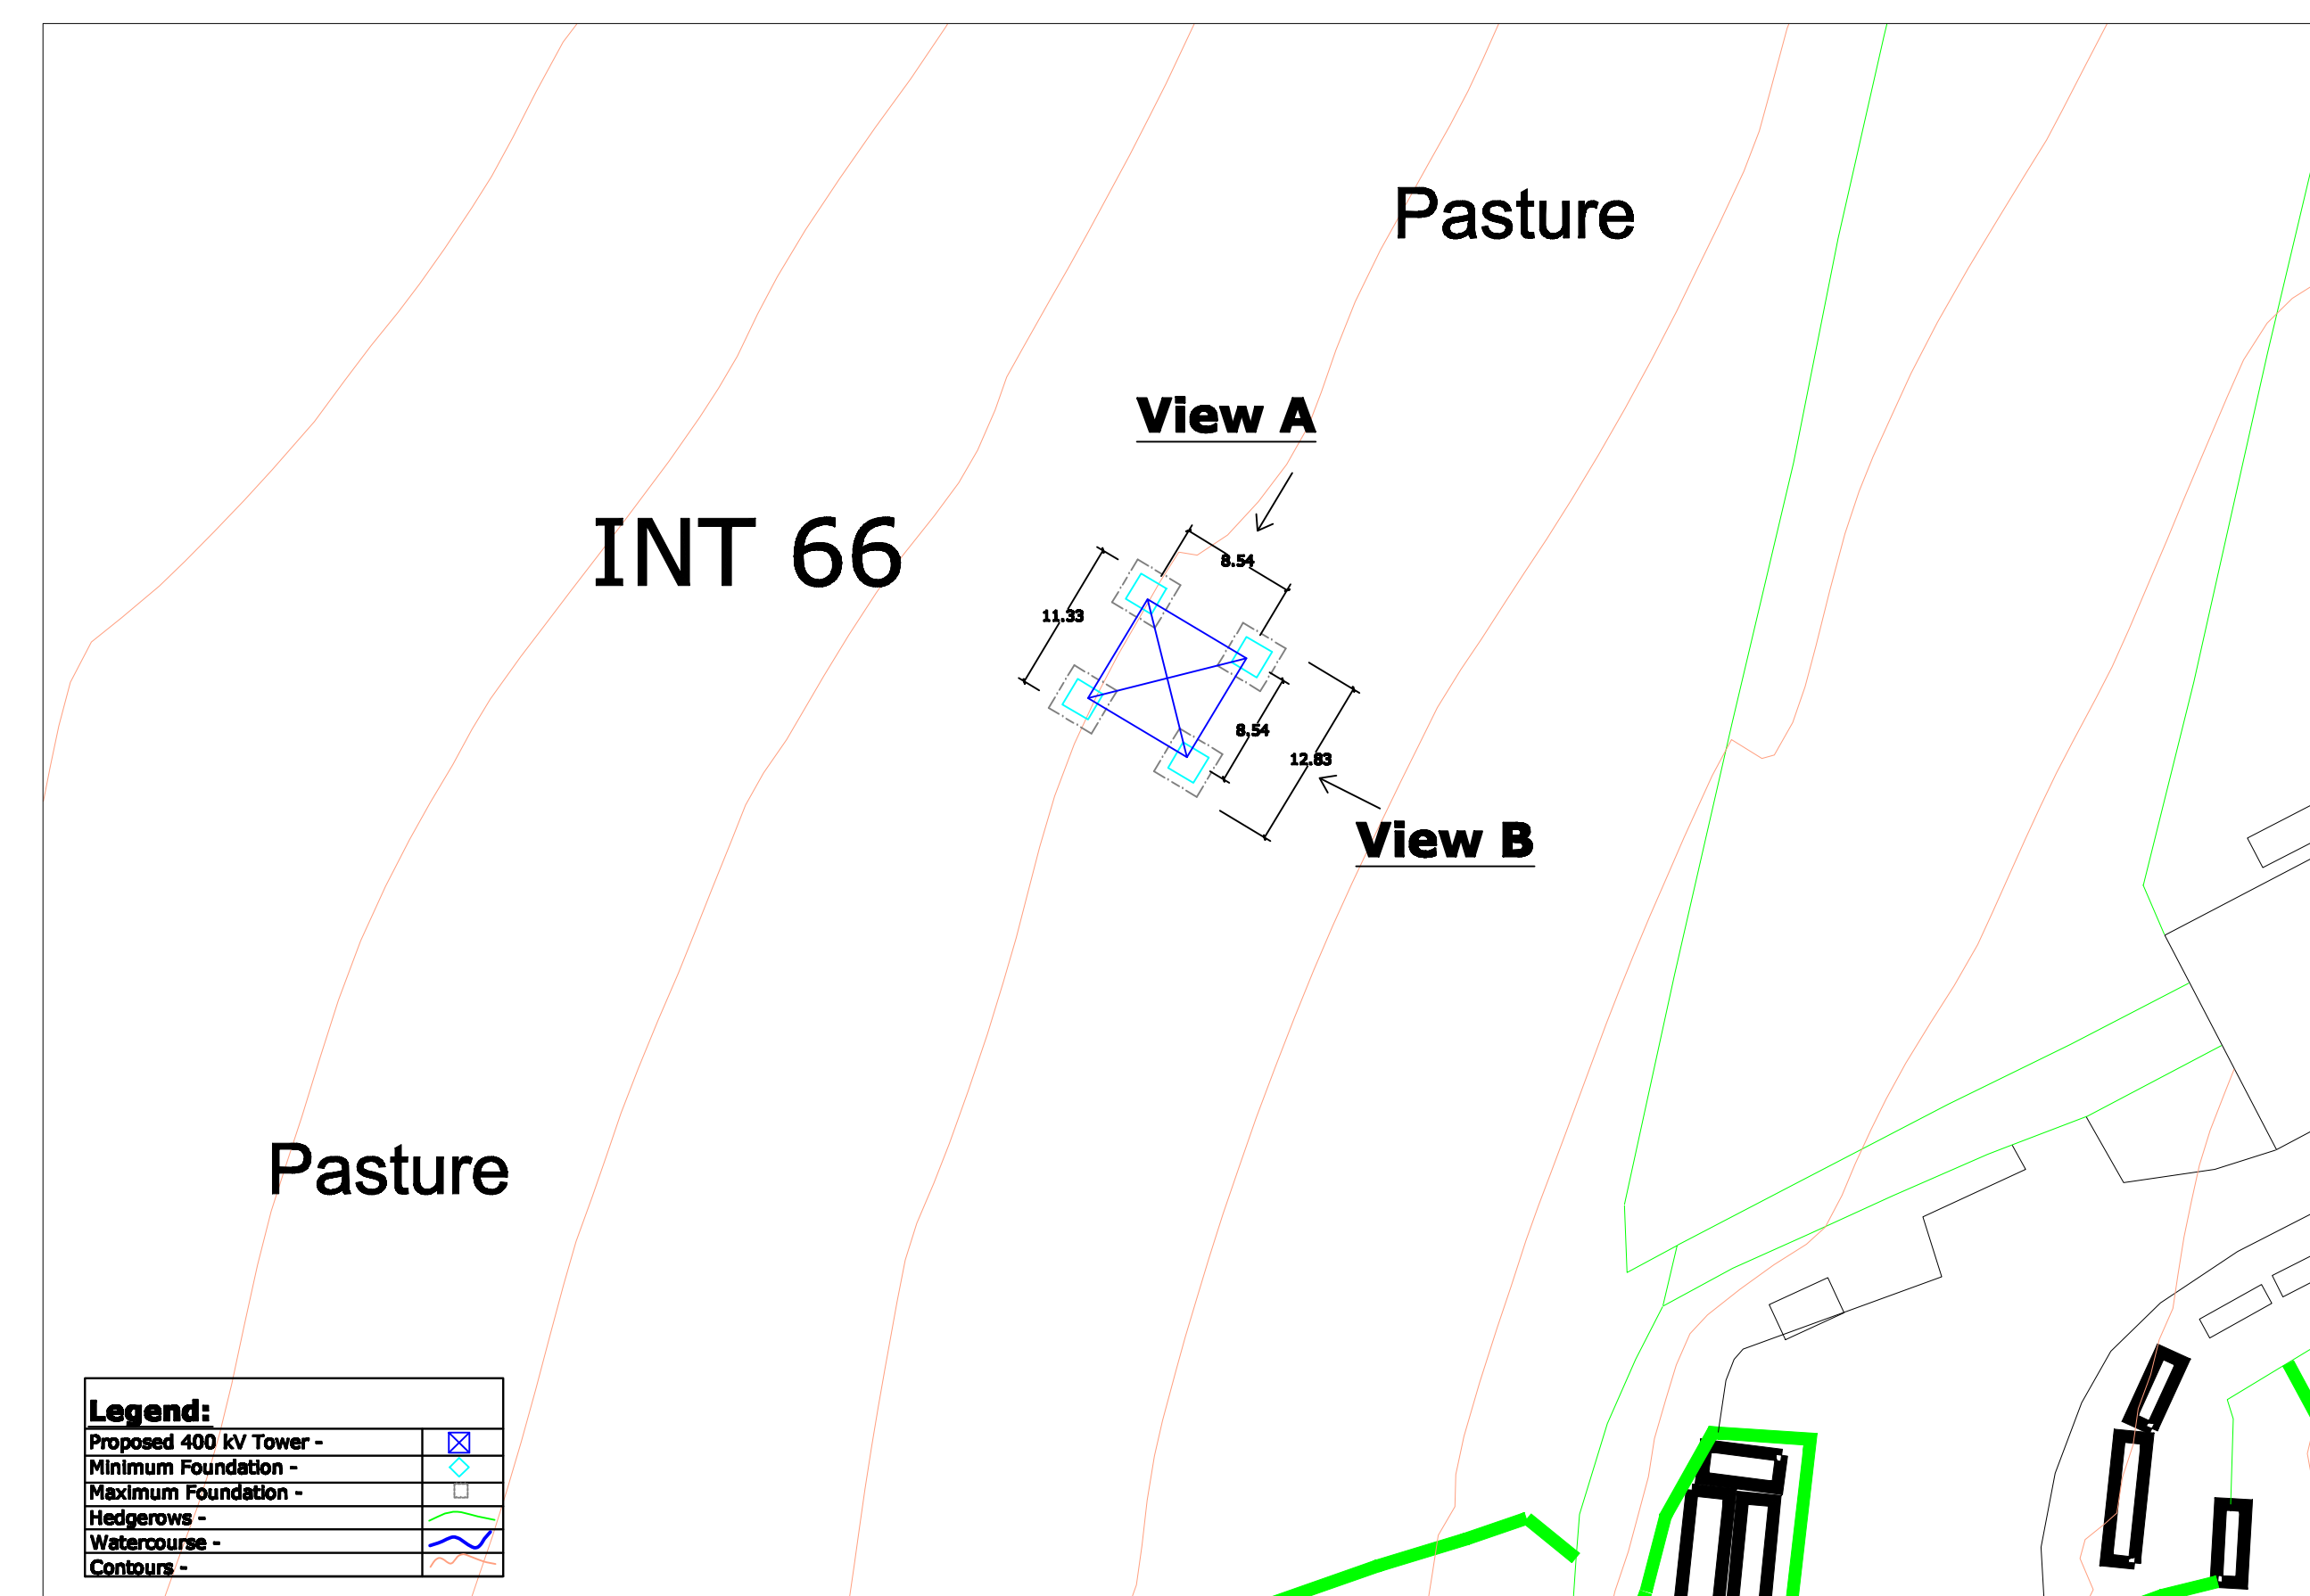 Pasture
View A
INT 66
8.54
11.33
8.54
12.83
View B
Pasture
Legend:
Proposed 400 kV Tower -
Minimum Foundation -
Maximum Foundation -
Hedgerows -
Watercourse -
Contours -